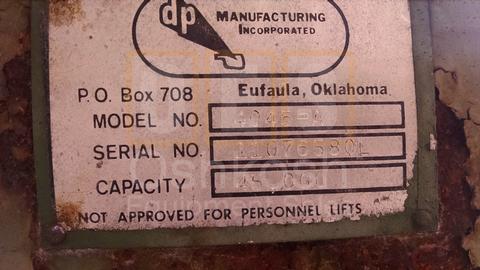 dp MANUFACTURING
INCORPORATED
P.O. Box 708 Eufaula, Oklahoma
MODEL NO.
SERIAL NO.
CAPACITY
NOT APPROVED FOR PERSONNEL LIFTS